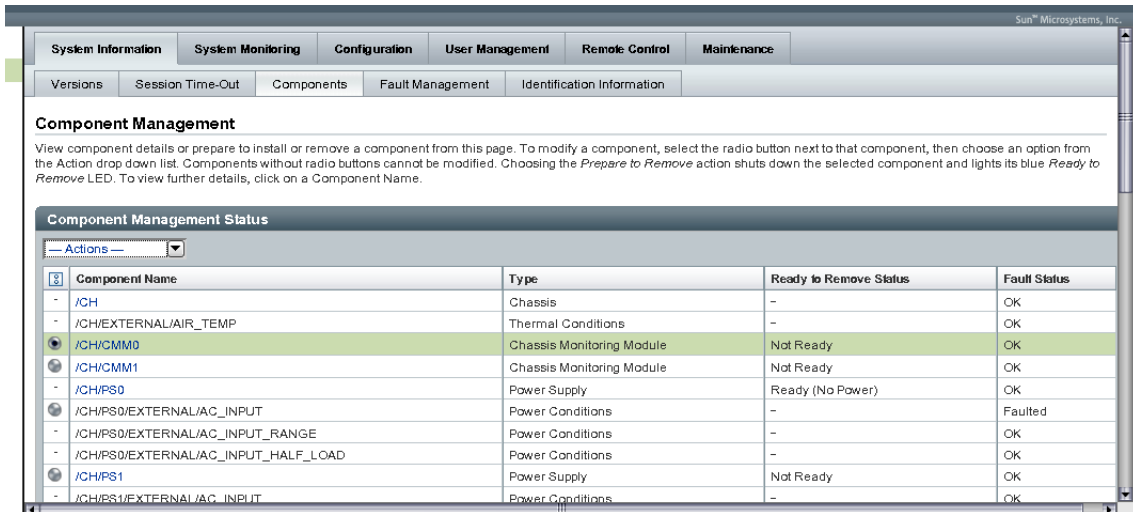 Sun™ Microsystems, Inc.
System Information System Monitoring Configuration User Management Remote Control Maintenance
Versions Session Time-Out Components Fault Management Identification Information
Component Management
View component details or prepare to install or remove a component from this page. To modify a component, select the radio button next to that component, then choose an option from
the Action drop down list. Components without radio buttons cannot be modified. Choosing the Prepare to Remove action shuts down the selected component and lights its blue Ready to
Remove LED. To view further details, click on a Component Name.
Component Management Status
— Actions —
Component Name Type Ready to Remove Status Fault Status
- /CH Chassis – OK
- /CH/EXTERNAL/AIR_TEMP Thermal Conditions – OK
/CH/CMM0 Chassis Monitoring Module Not Ready OK
/CH/CMM1 Chassis Monitoring Module Not Ready OK
- /CH/PS0 Power Supply Ready (No Power) OK
/CH/PS0/EXTERNAL/AC_INPUT Power Conditions – Faulted
- /CH/PS0/EXTERNAL/AC_INPUT_RANGE Power Conditions – OK
- /CH/PS0/EXTERNAL/AC_INPUT_HALF_LOAD Power Conditions – OK
/CH/PS1 Power Supply Not Ready OK
- /CH/PS1/EXTERNAL/AC_INPUT Power Conditions – OK